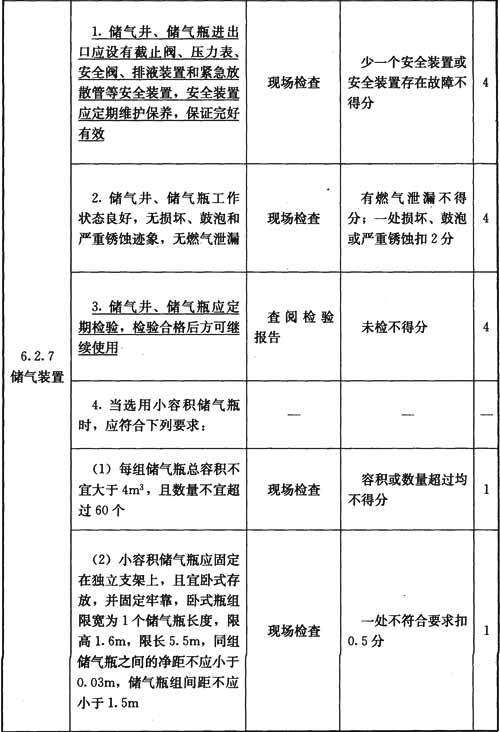 6.2.7
储气装置
1. 储气井、储气瓶进出
口应设有截止阀、压力表、
安全阀、排液装置和紧急放
散管等安全装置，安全装置
应定期维护保养，保证完好
有效
现场检查
少一个安全装置或
安全装置存在故障不
得分
4
2. 储气井、储气瓶工作
状态良好，无损坏、鼓泡和
严重锈蚀迹象，无燃气泄漏
现场检查
有燃气泄漏不得
分；一处损坏、鼓泡
或严重锈蚀扣 2 分
4
3. 储气井、储气瓶应定
期检验，检验合格后方可继
续使用
查阅检验
报告
未检不得分
4
4. 当选用小容积储气瓶
时，应符合下列要求：
—
—
—
（1）每组储气瓶总容积不
宜大于 4m³，且数量不宜超
过 60 个
现场检查
容积或数量超过均
不得分
1
（2）小容积储气瓶应固定
在独立支架上，且宜卧式存
放，并固定牢靠，卧式瓶组
限宽为 1 个储气瓶长度，限
高 1.6m，限长 5.5m，同组
储气瓶之间的净距不应小于
0.03m，储气瓶组间距不应
小于 1.5m
现场检查
一处不符合要求扣
0.5 分
1